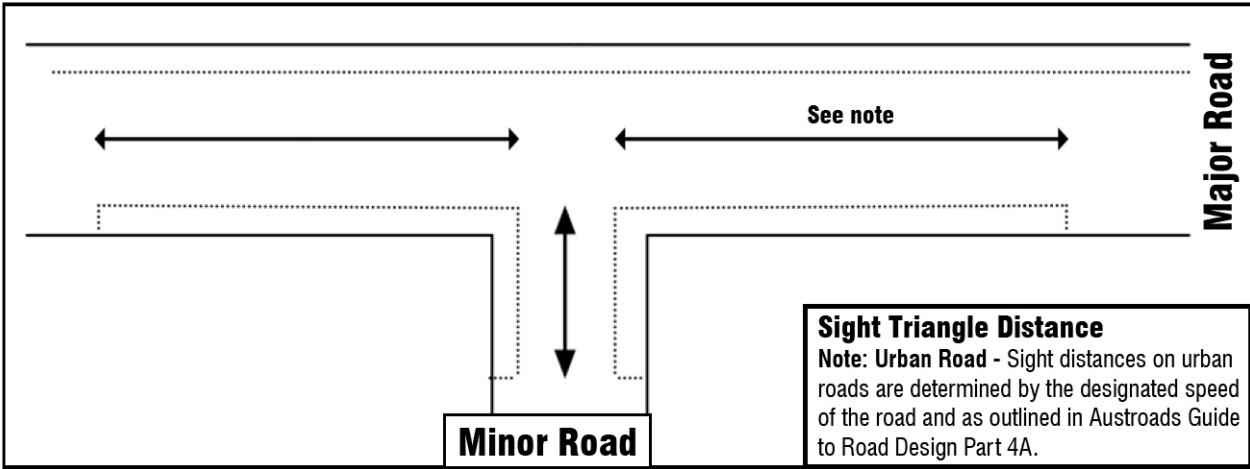 See note
Major Road
Sight Triangle Distance
Note: Urban Road - Sight distances on urban
roads are determined by the designated speed
of the road and as outlined in Austroads Guide
to Road Design Part 4A.
Minor Road